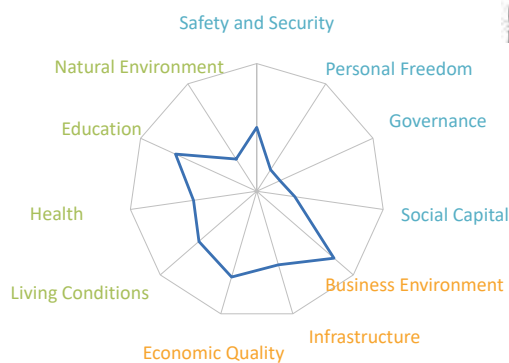 Safety and Security
Personal Freedom
Governance
Social Capital
Business Environment
Infrastructure
Economic Quality
Living Conditions
Health
Education
Natural Environment